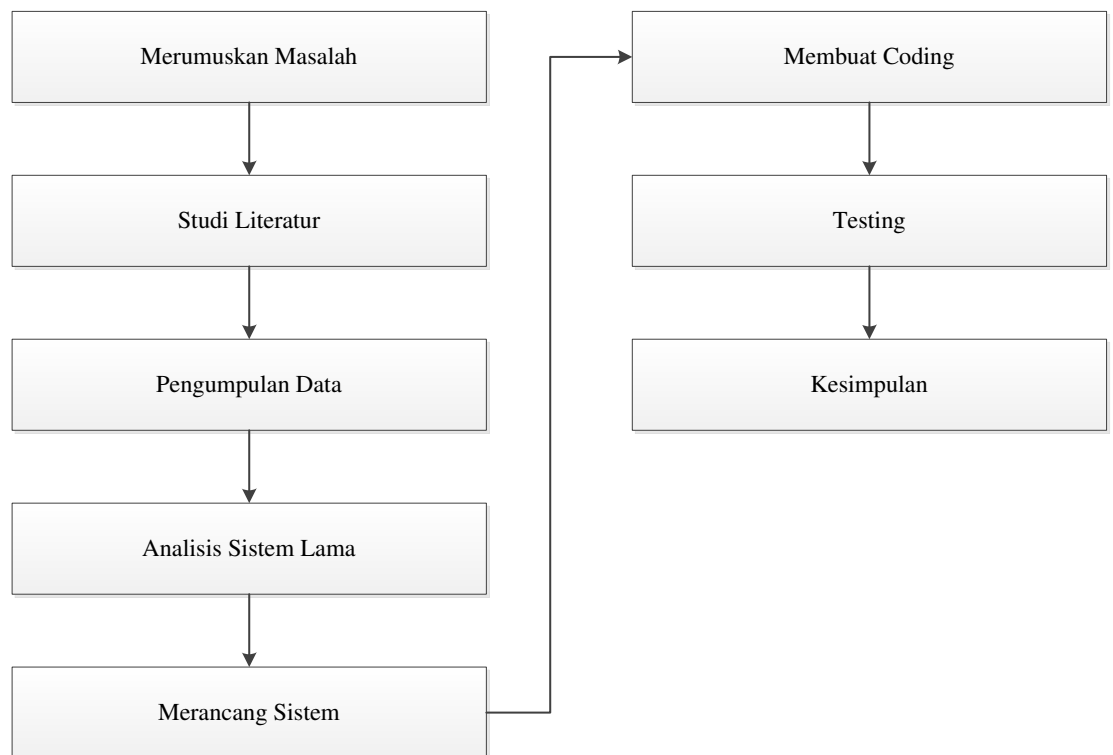 Merumuskan Masalah
Studi Literatur
Pengumpulan Data
Analisis Sistem Lama
Merancang Sistem
Membuat Coding
Testing
Kesimpulan